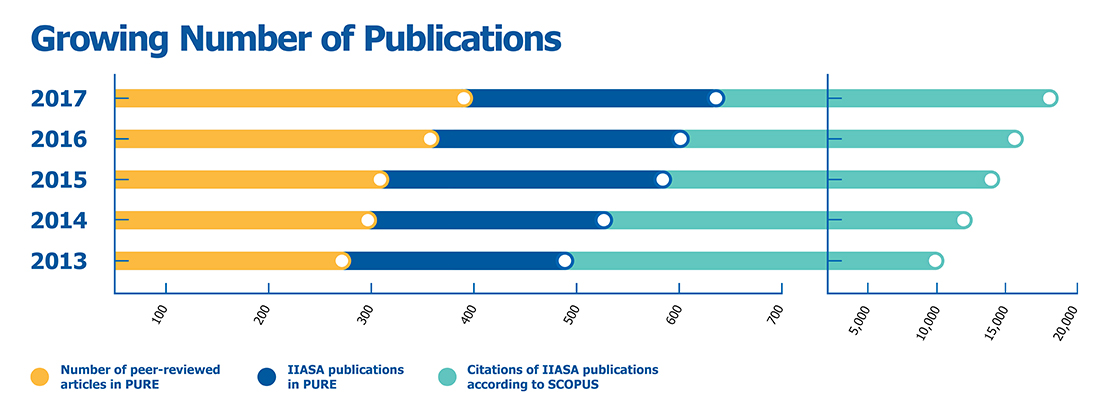 Growing Number of Publications
2017
2016
2015
2014
2013
100
200
300
400
500
600
700
5,000
10,000
15,000
20,000
Number of peer-reviewed
articles in PURE
IIASA publications
in PURE
Citations of IIASA publications
according to SCOPUS